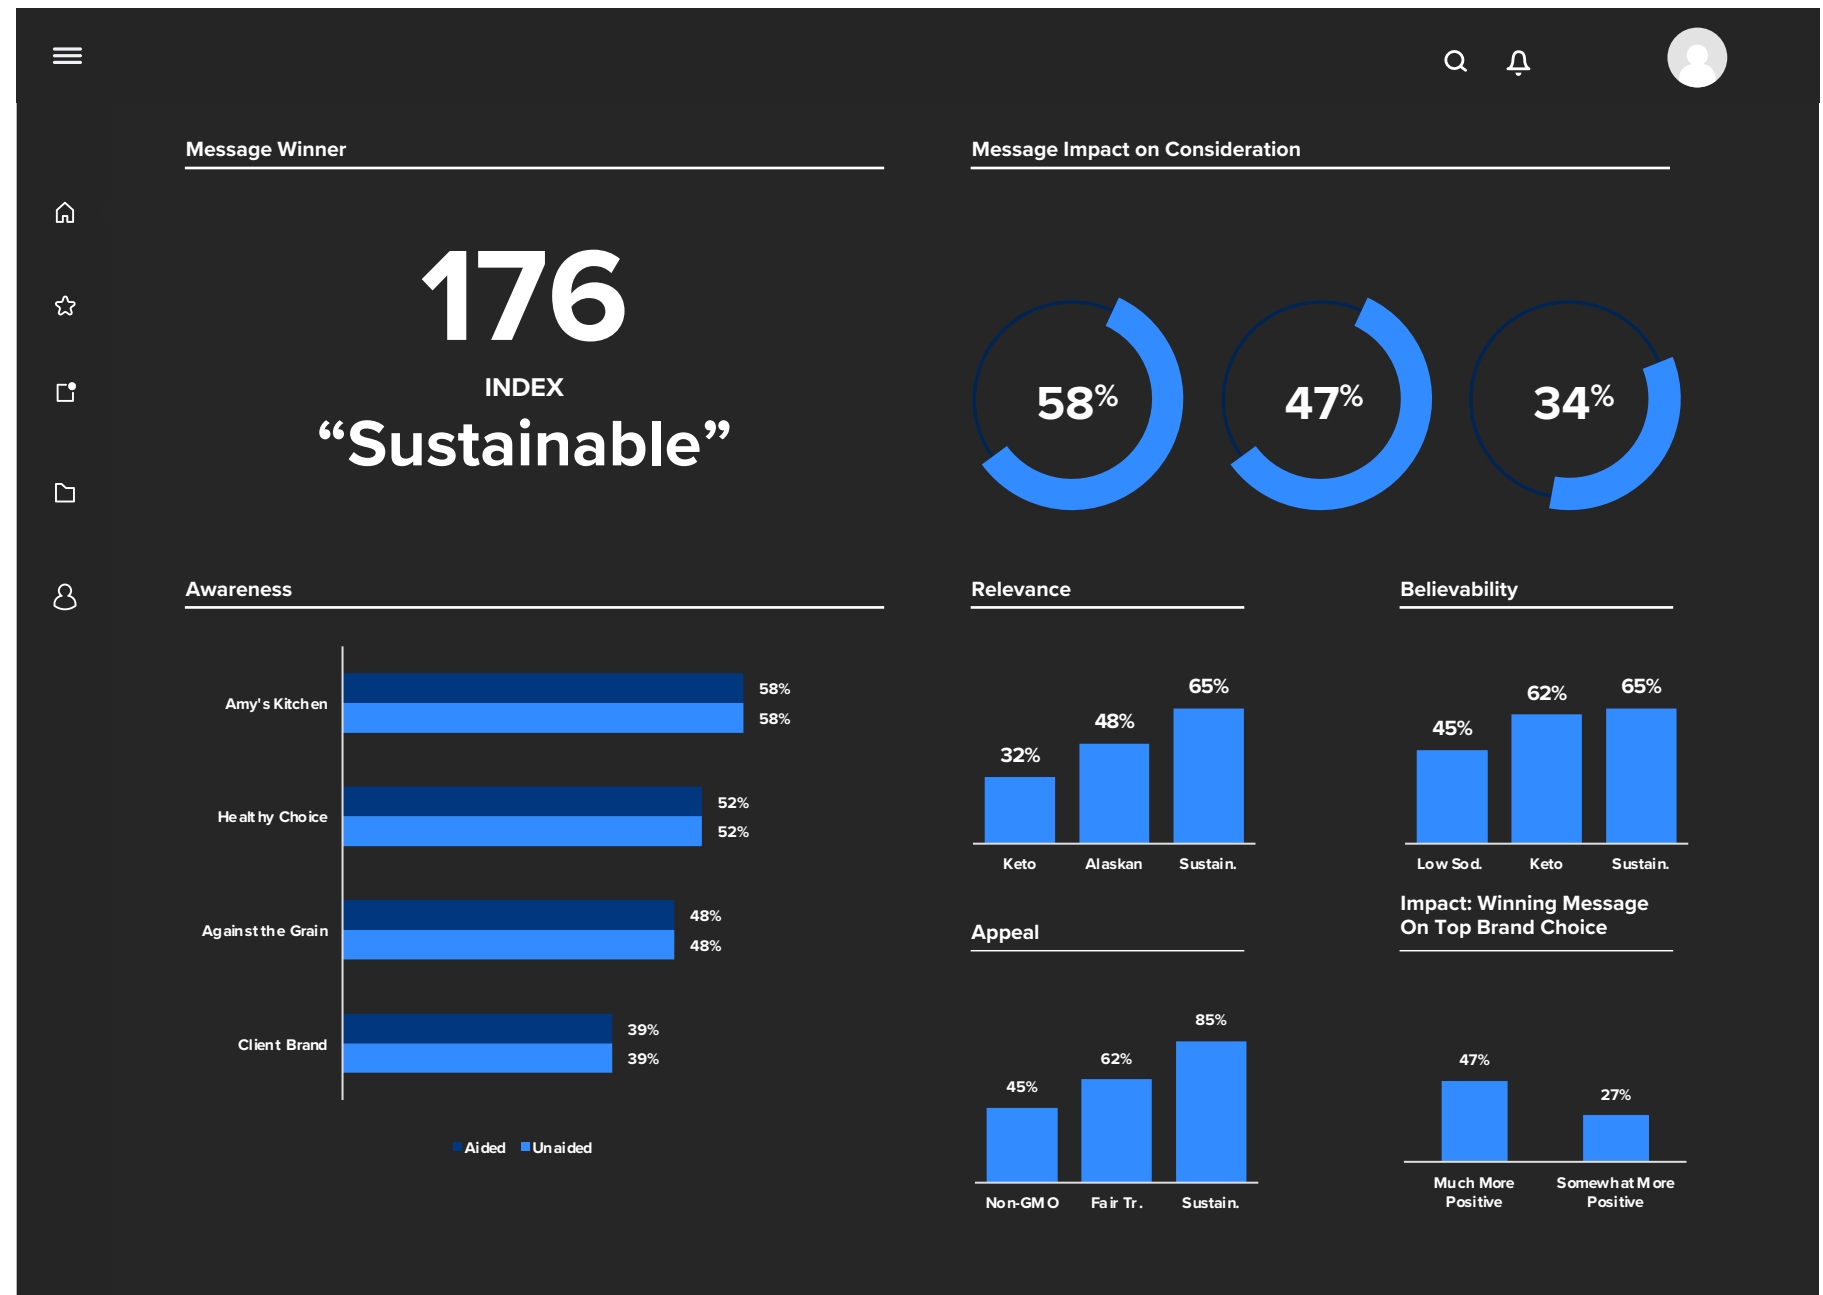 Message Winner
Message Impact on Consideration
176
INDEX
“Sustainable”
58%
47%
34%
Awareness
Amy's Kitchen
58%
58%
Healthy Choice
52%
52%
Against the Grain
48%
48%
Client Brand
39%
39%
Aided Unaided
Relevance
32%
48%
65%
Keto Alaskan Sustain.
Believability
45%
62%
65%
Low Sod. Keto Sustain.
Appeal
45%
62%
85%
Non-GMO Fair Tr. Sustain.
Impact: Winning Message
On Top Brand Choice
47%
27%
Much More
Positive
Somewhat More
Positive